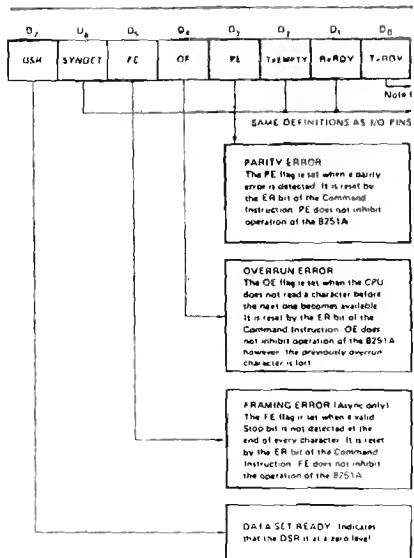 D7 D6 D5 D4 D3 D2 D1 D0
DSR SYNDET FE OE PE TxEMPTY RxRDY TxRDY
Note 1
SAME DEFINITIONS AS I/O PINS
PARITY ERROR
The PE flag is set when a parity
error is detected. It is reset by
the ER bit of the Command
Instruction. PE does not inhibit
operation of the 8251A.
OVERRUN ERROR
The OE flag is set when the CPU
does not read a character before
the next one becomes available.
It is reset by the ER bit of the
Command Instruction. OE does
not inhibit operation of the 8251A
however, the previously overrun
character is lost.
FRAMING ERROR (Async only)
The FE flag is set when a valid
Stop bit is not detected at the
end of every character. It is reset
by the ER bit of the Command
Instruction. FE does not inhibit
the operation of the 8251A.
DATA SET READY: Indicates
that the DSR is at a zero level.